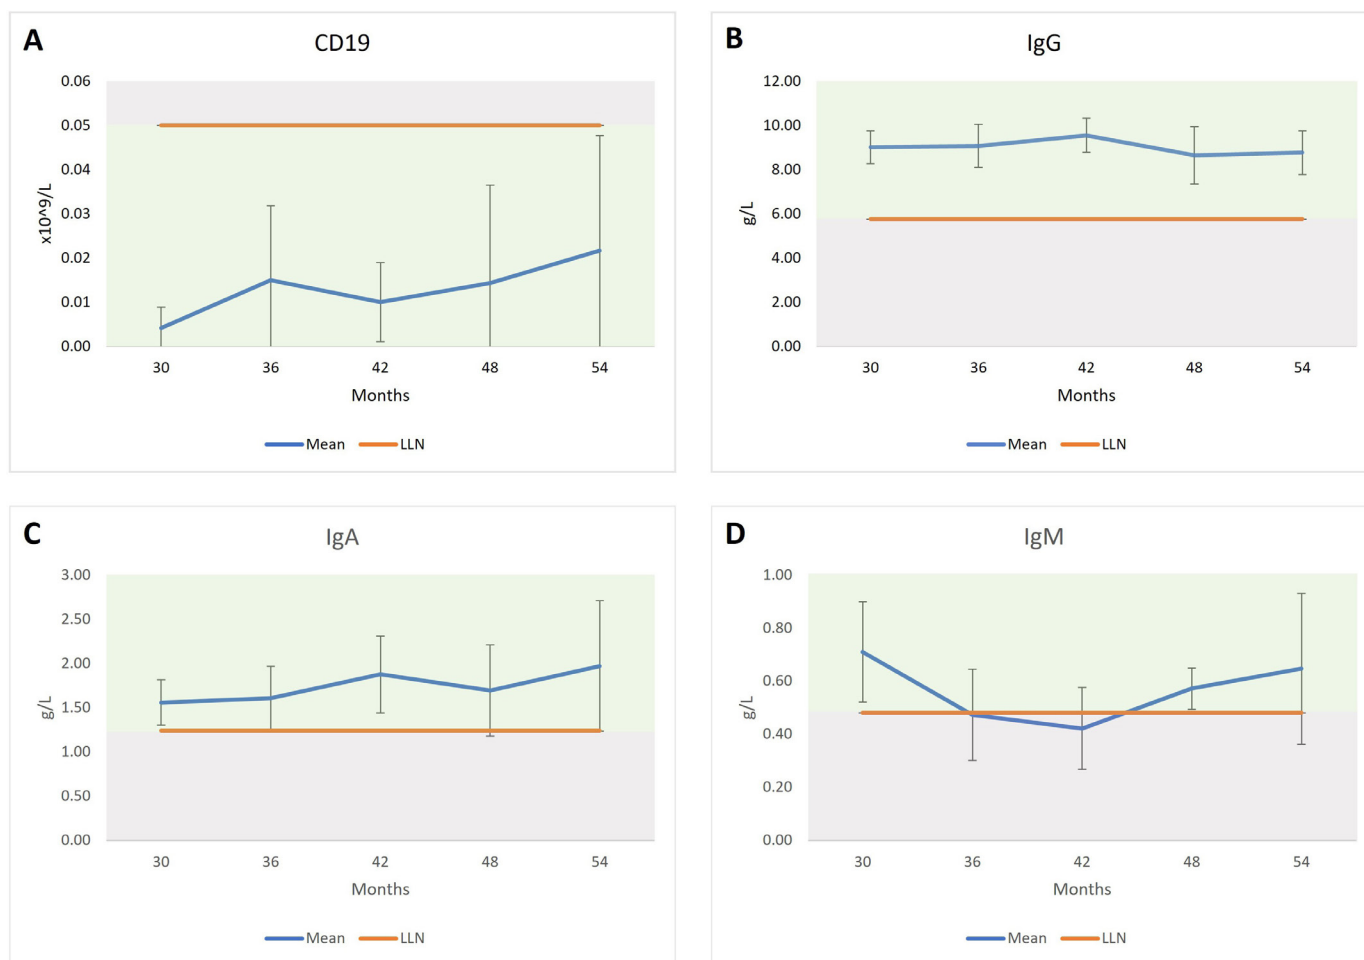 A
CD19
0.06
0.05
0.04
0.03
0.02
0.01
0.00
x10^9/L
30 36 42 48 54
Months
Mean LLN
B
IgG
12.00
10.00
8.00
6.00
4.00
2.00
0.00
g/L
30 36 42 48 54
Months
Mean LLN
C
IgA
3.00
2.50
2.00
1.50
1.00
0.50
0.00
g/L
30 36 42 48 54
Months
Mean LLN
D
IgM
1.00
0.80
0.60
0.40
0.20
0.00
g/L
30 36 42 48 54
Months
Mean LLN